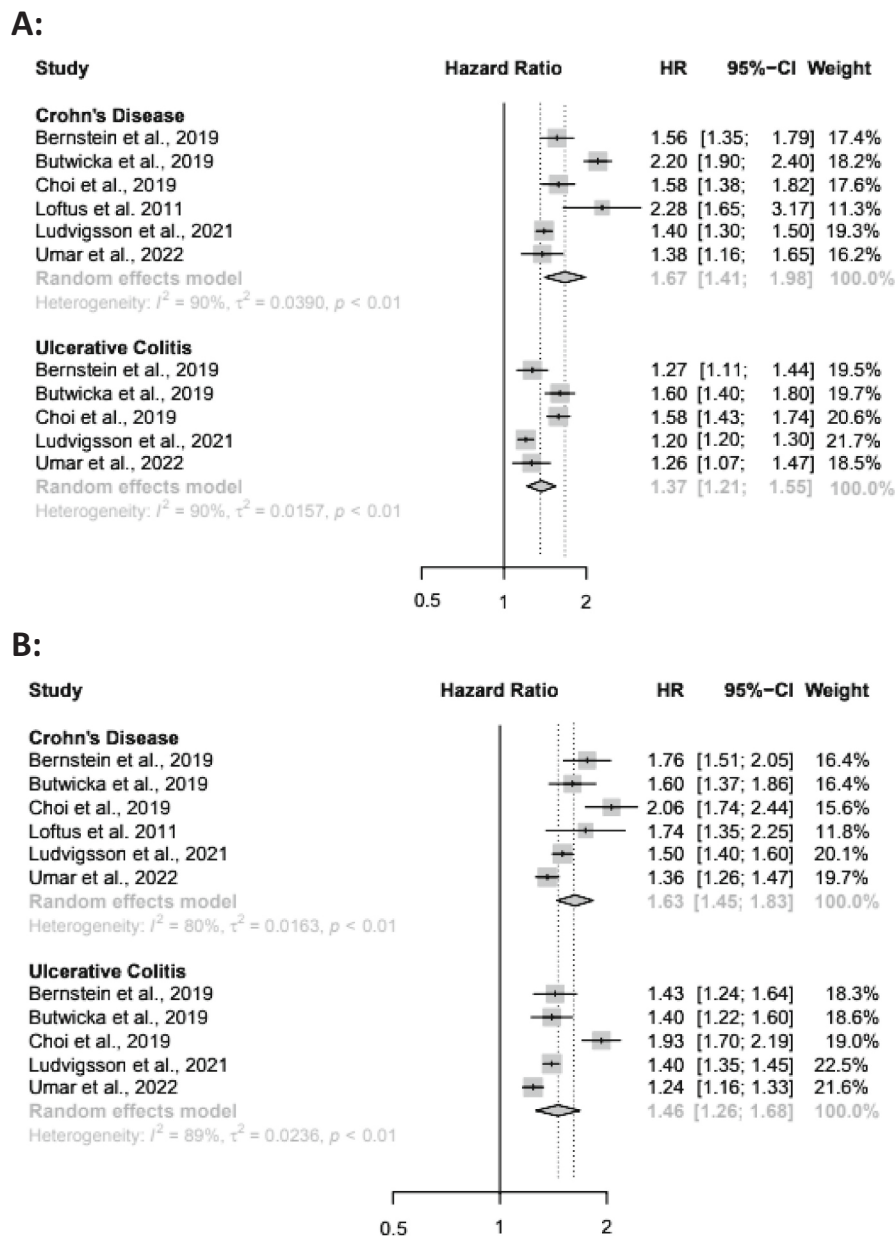 A:
Study Hazard Ratio HR 95%−CI Weight
Crohn's Disease
Bernstein et al., 2019 1.56 [1.35; 1.79] 17.4%
Butwicka et al., 2019 2.20 [1.90; 2.40] 18.2%
Choi et al., 2019 1.58 [1.38; 1.82] 17.6%
Loftus et al. 2011 2.28 [1.65; 3.17] 11.3%
Ludvigsson et al., 2021 1.40 [1.30; 1.50] 19.3%
Umar et al., 2022 1.38 [1.16; 1.65] 16.2%
Random effects model 1.67 [1.41; 1.98] 100.0%
Heterogeneity: I² = 90%, τ² = 0.0390, p < 0.01
Ulcerative Colitis
Bernstein et al., 2019 1.27 [1.11; 1.44] 19.5%
Butwicka et al., 2019 1.60 [1.40; 1.80] 19.7%
Choi et al., 2019 1.58 [1.43; 1.74] 20.6%
Ludvigsson et al., 2021 1.20 [1.20; 1.30] 21.7%
Umar et al., 2022 1.26 [1.07; 1.47] 18.5%
Random effects model 1.37 [1.21; 1.55] 100.0%
Heterogeneity: I² = 90%, τ² = 0.0157, p < 0.01
0.5 1 2
B:
Study Hazard Ratio HR 95%−CI Weight
Crohn's Disease
Bernstein et al., 2019 1.76 [1.51; 2.05] 16.4%
Butwicka et al., 2019 1.60 [1.37; 1.86] 16.4%
Choi et al., 2019 2.06 [1.74; 2.44] 15.6%
Loftus et al. 2011 1.74 [1.35; 2.25] 11.8%
Ludvigsson et al., 2021 1.50 [1.40; 1.60] 20.1%
Umar et al., 2022 1.36 [1.26; 1.47] 19.7%
Random effects model 1.63 [1.45; 1.83] 100.0%
Heterogeneity: I² = 80%, τ² = 0.0163, p < 0.01
Ulcerative Colitis
Bernstein et al., 2019 1.43 [1.24; 1.64] 18.3%
Butwicka et al., 2019 1.40 [1.22; 1.60] 18.6%
Choi et al., 2019 1.93 [1.70; 2.19] 19.0%
Ludvigsson et al., 2021 1.40 [1.35; 1.45] 22.5%
Umar et al., 2022 1.24 [1.16; 1.33] 21.6%
Random effects model 1.46 [1.26; 1.68] 100.0%
Heterogeneity: I² = 89%, τ² = 0.0236, p < 0.01
0.5 1 2